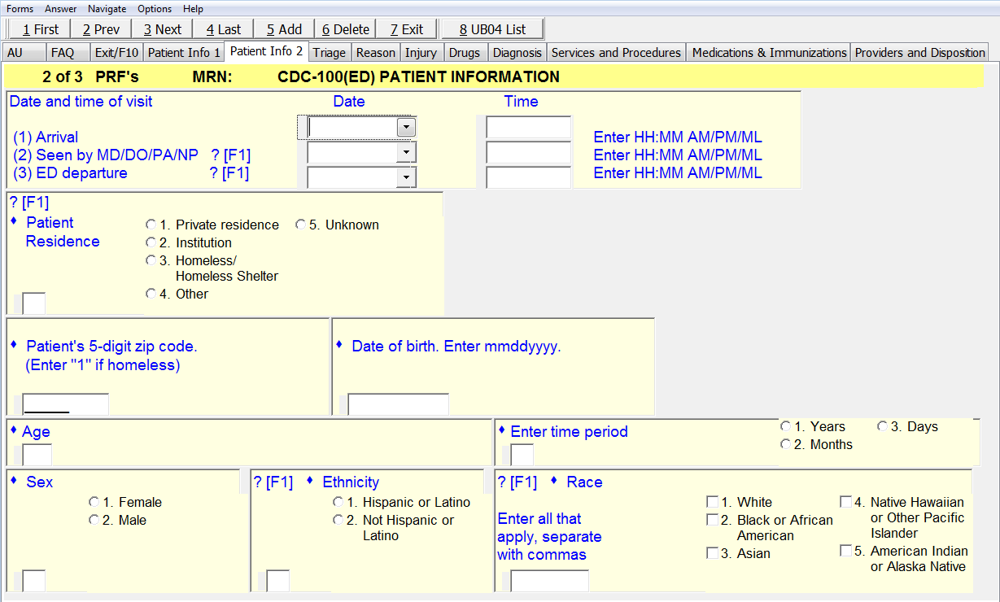 Forms Answer Navigate Options Help
1 First 2 Prev 3 Next 4 Last 5 Add 6 Delete 7 Exit 8 UB04 List
AU FAQ Exit/F10 Patient Info 1 Patient Info 2 Triage Reason Injury Drugs Diagnosis Services and Procedures Medications & Immunizations Providers and Disposition
2 of 3 PRF's MRN: CDC-100(ED) PATIENT INFORMATION
Date and time of visit Date Time
(1) Arrival Enter HH:MM AM/PM/ML
(2) Seen by MD/DO/PA/NP ? [F1] Enter HH:MM AM/PM/ML
(3) ED departure ? [F1] Enter HH:MM AM/PM/ML
? [F1]
♦ Patient
Residence
1. Private residence 5. Unknown
2. Institution
3. Homeless/
Homeless Shelter
4. Other
♦ Patient's 5-digit zip code.
(Enter "1" if homeless)
♦ Date of birth. Enter mmddyyyy.
♦ Age
♦ Enter time period
1. Years 3. Days
2. Months
♦ Sex
1. Female
2. Male
? [F1] ♦ Ethnicity
1. Hispanic or Latino
2. Not Hispanic or
Latino
? [F1] ♦ Race
Enter all that
apply, separate
with commas
1. White
2. Black or African
American
3. Asian
4. Native Hawaiian
or Other Pacific
Islander
5. American Indian
or Alaska Native